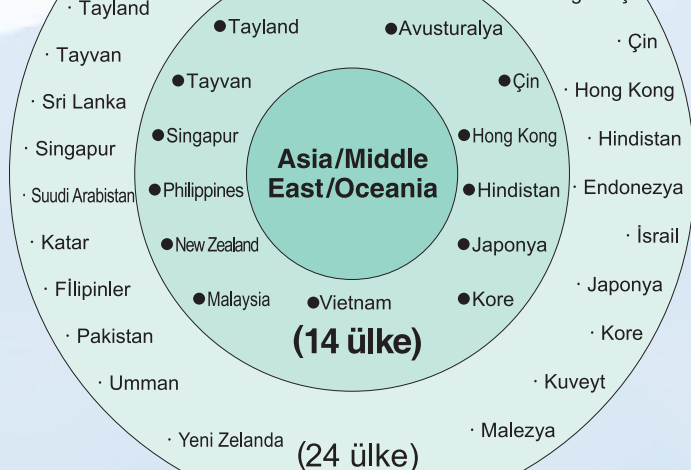 · Tayland
· Tayvan
· Sri Lanka
· Singapur
· Suudi Arabistan
· Katar
· Fİlipinler
· Pakistan
· Umman
· Yeni Zelanda
● Tayland
● Tayvan
● Singapur
● Philippines
● New Zealand
● Malaysia
● Vietnam
Asia/Middle
East/Oceania
(14 ülke)
(24 ülke)
● Avusturalya
● Çin
● Hong Kong
● Hindistan
● Japonya
● Kore
· Çin
· Hong Kong
· Hindistan
· Endonezya
· İsrail
· Japonya
· Kore
· Kuveyt
· Malezya